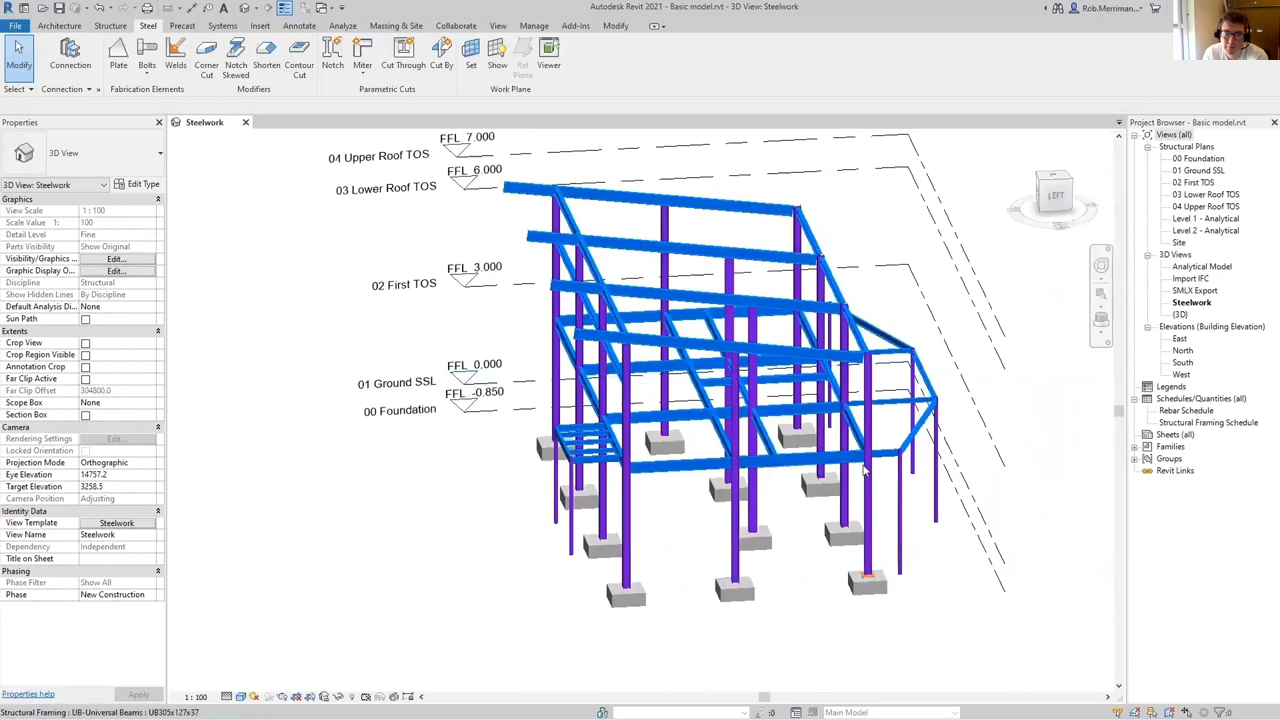 Autodesk Revit 2021 - Basic model.rvt - 3D View: Steelwork
Rob.Merriman...
File Architecture Structure Steel Precast Systems Insert Annotate Analyze Massing & Site Collaborate View Manage Add-Ins Modify
Modify
Connection
Plate
Bolts
Welds
Corner Cut
Notch Skewed
Shorten
Contour Cut
Notch
Miter
Cut Through
Cut By
Set
Show
Ref Plane
Viewer
Select
Connection
Fabrication Elements
Modifiers
Parametric Cuts
Work Plane
Properties
3D View
3D View: Steelwork
Edit Type
Graphics
View Scale 1 : 100
Scale Value 1: 100
Detail Level Fine
Parts Visibility Show Original
Visibility/Graphics ... Edit...
Graphic Display O... Edit...
Discipline Structural
Show Hidden Lines By Discipline
Default Analysis Di... None
Sun Path
Extents
Crop View
Crop Region Visible
Annotation Crop
Far Clip Active
Far Clip Offset 304800.0
Scope Box None
Section Box
Camera
Rendering Settings Edit...
Locked Orientation
Projection Mode Orthographic
Eye Elevation 14757.2
Target Elevation 3258.5
Camera Position Adjusting
Identity Data
View Template Steelwork
View Name Steelwork
Dependency Independent
Title on Sheet
Phasing
Phase Filter Show All
Phase New Construction
Properties help
Apply
Steelwork
FFL 7.000
04 Upper Roof TOS
FFL 6.000
03 Lower Roof TOS
FFL 3.000
02 First TOS
FFL 0.000
01 Ground SSL
FFL -0.850
00 Foundation
LEFT
Project Browser - Basic model.rvt
Views (all)
Structural Plans
00 Foundation
01 Ground SSL
02 First TOS
03 Lower Roof TOS
04 Upper Roof TOS
Level 1 - Analytical
Level 2 - Analytical
Site
3D Views
Analytical Model
Import IFC
SMLX Export
Steelwork
{3D}
Elevations (Building Elevation)
East
North
South
West
Legends
Schedules/Quantities (all)
Rebar Schedule
Structural Framing Schedule
Sheets (all)
Families
Groups
Revit Links
1 : 100
Structural Framing : UB-Universal Beams : UB305x127x37
:0
Main Model
:0